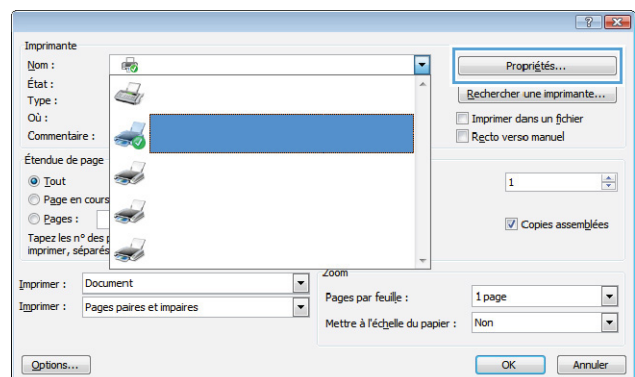 Imprimante
Nom :
Propriétés...
État :
Type :
Rechercher une imprimante...
Où :
Imprimer dans un fichier
Commentaire :
Recto verso manuel
Étendue de page
Tout
1
Page en cours
Pages :
Copies assemblées
Tapez les n° des p
imprimer, séparés
Zoom
Imprimer : Document
Pages par feuille : 1 page
Imprimer : Pages paires et impaires
Mettre à l'échelle du papier : Non
Options...
OK
Annuler